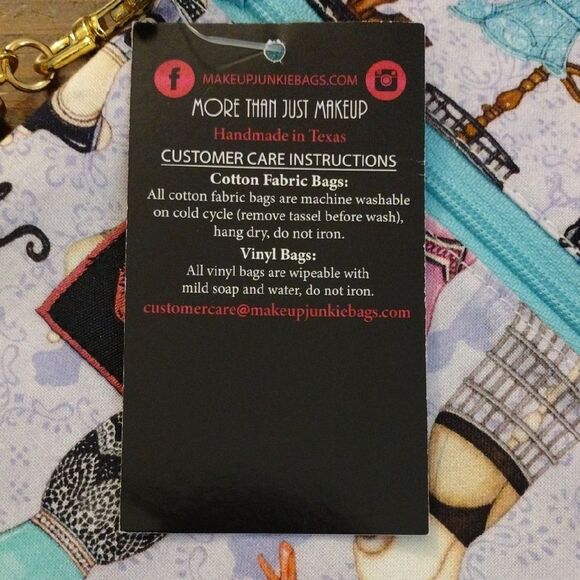 f MAKEUPJUNKIEBAGS.COM
MORE THAN JUST MAKEUP
Handmade in Texas
CUSTOMER CARE INSTRUCTIONS
Cotton Fabric Bags:
All cotton fabric bags are machine washable
on cold cycle (remove tassel before wash),
hang dry, do not iron.
Vinyl Bags:
All vinyl bags are wipeable with
mild soap and water, do not iron.
customercare@makeupjunkiebags.com